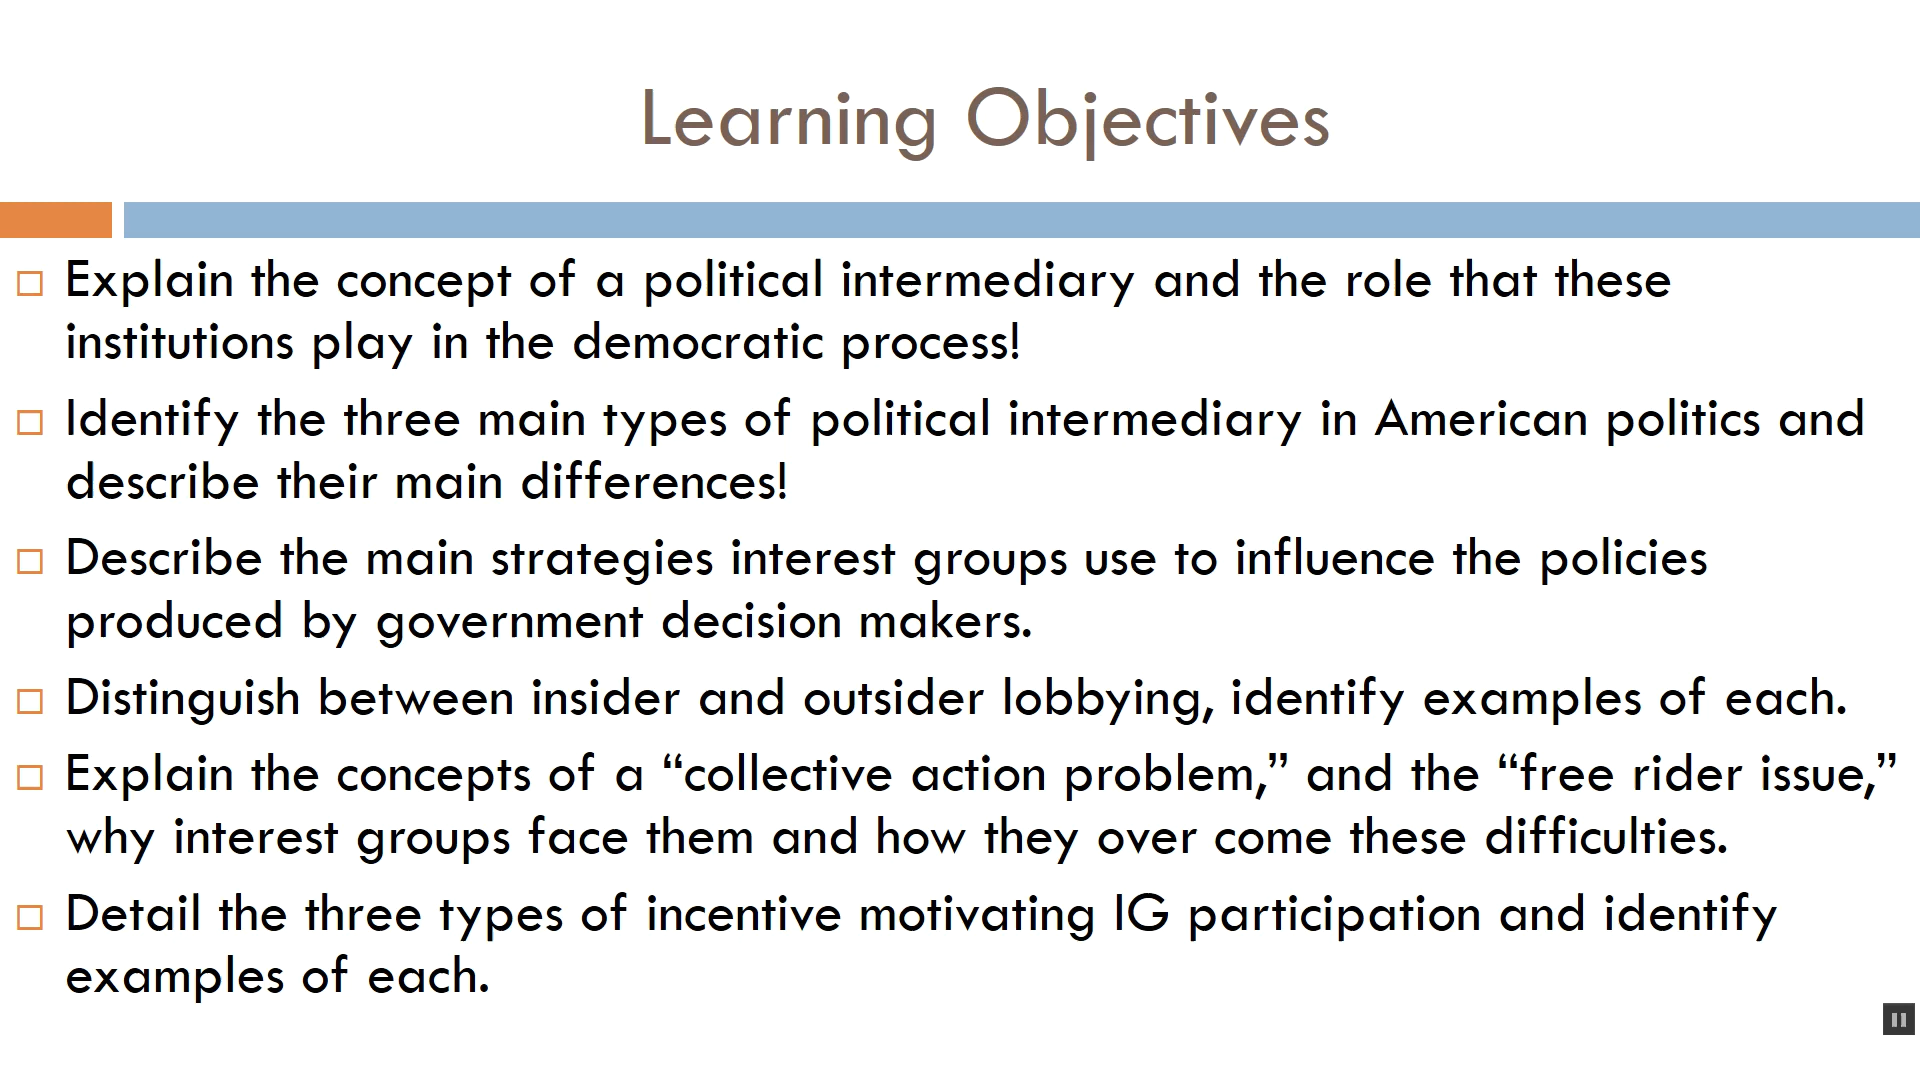 Learning Objectives
Explain the concept of a political intermediary and the role that these
institutions play in the democratic process!
Identify the three main types of political intermediary in American politics and
describe their main differences!
Describe the main strategies interest groups use to influence the policies
produced by government decision makers.
Distinguish between insider and outsider lobbying, identify examples of each.
Explain the concepts of a “collective action problem,” and the “free rider issue,”
why interest groups face them and how they over come these difficulties.
Detail the three types of incentive motivating IG participation and identify
examples of each.